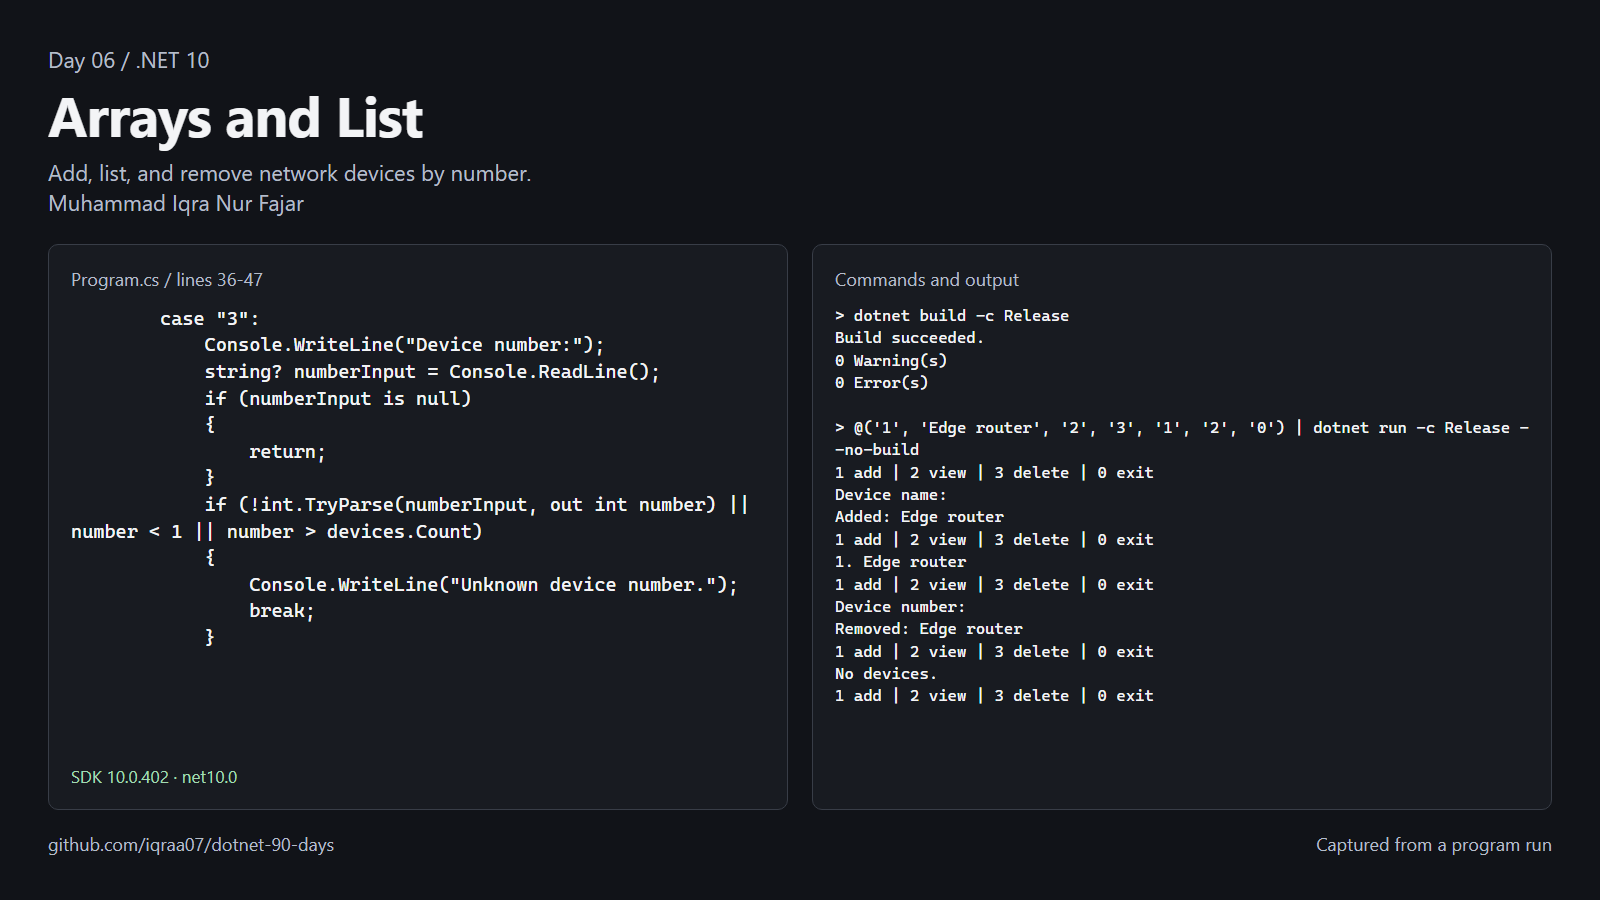 Day 06 / .NET 10
Arrays and List
Add, list, and remove network devices by number.
Muhammad Iqra Nur Fajar
Program.cs / lines 36-47
        case "3":
            Console.WriteLine("Device number:");
            string? numberInput = Console.ReadLine();
            if (numberInput is null)
            {
                return;
            }
            if (!int.TryParse(numberInput, out int number) ||
number < 1 || number > devices.Count)
            {
                Console.WriteLine("Unknown device number.");
                break;
            }
SDK 10.0.402 · net10.0
Commands and output
> dotnet build -c Release
Build succeeded.
0 Warning(s)
0 Error(s)
> @('1', 'Edge router', '2', '3', '1', '2', '0') | dotnet run -c Release -
-no-build
1 add | 2 view | 3 delete | 0 exit
Device name:
Added: Edge router
1 add | 2 view | 3 delete | 0 exit
1. Edge router
1 add | 2 view | 3 delete | 0 exit
Device number:
Removed: Edge router
1 add | 2 view | 3 delete | 0 exit
No devices.
1 add | 2 view | 3 delete | 0 exit
github.com/iqraa07/dotnet-90-days
Captured from a program run